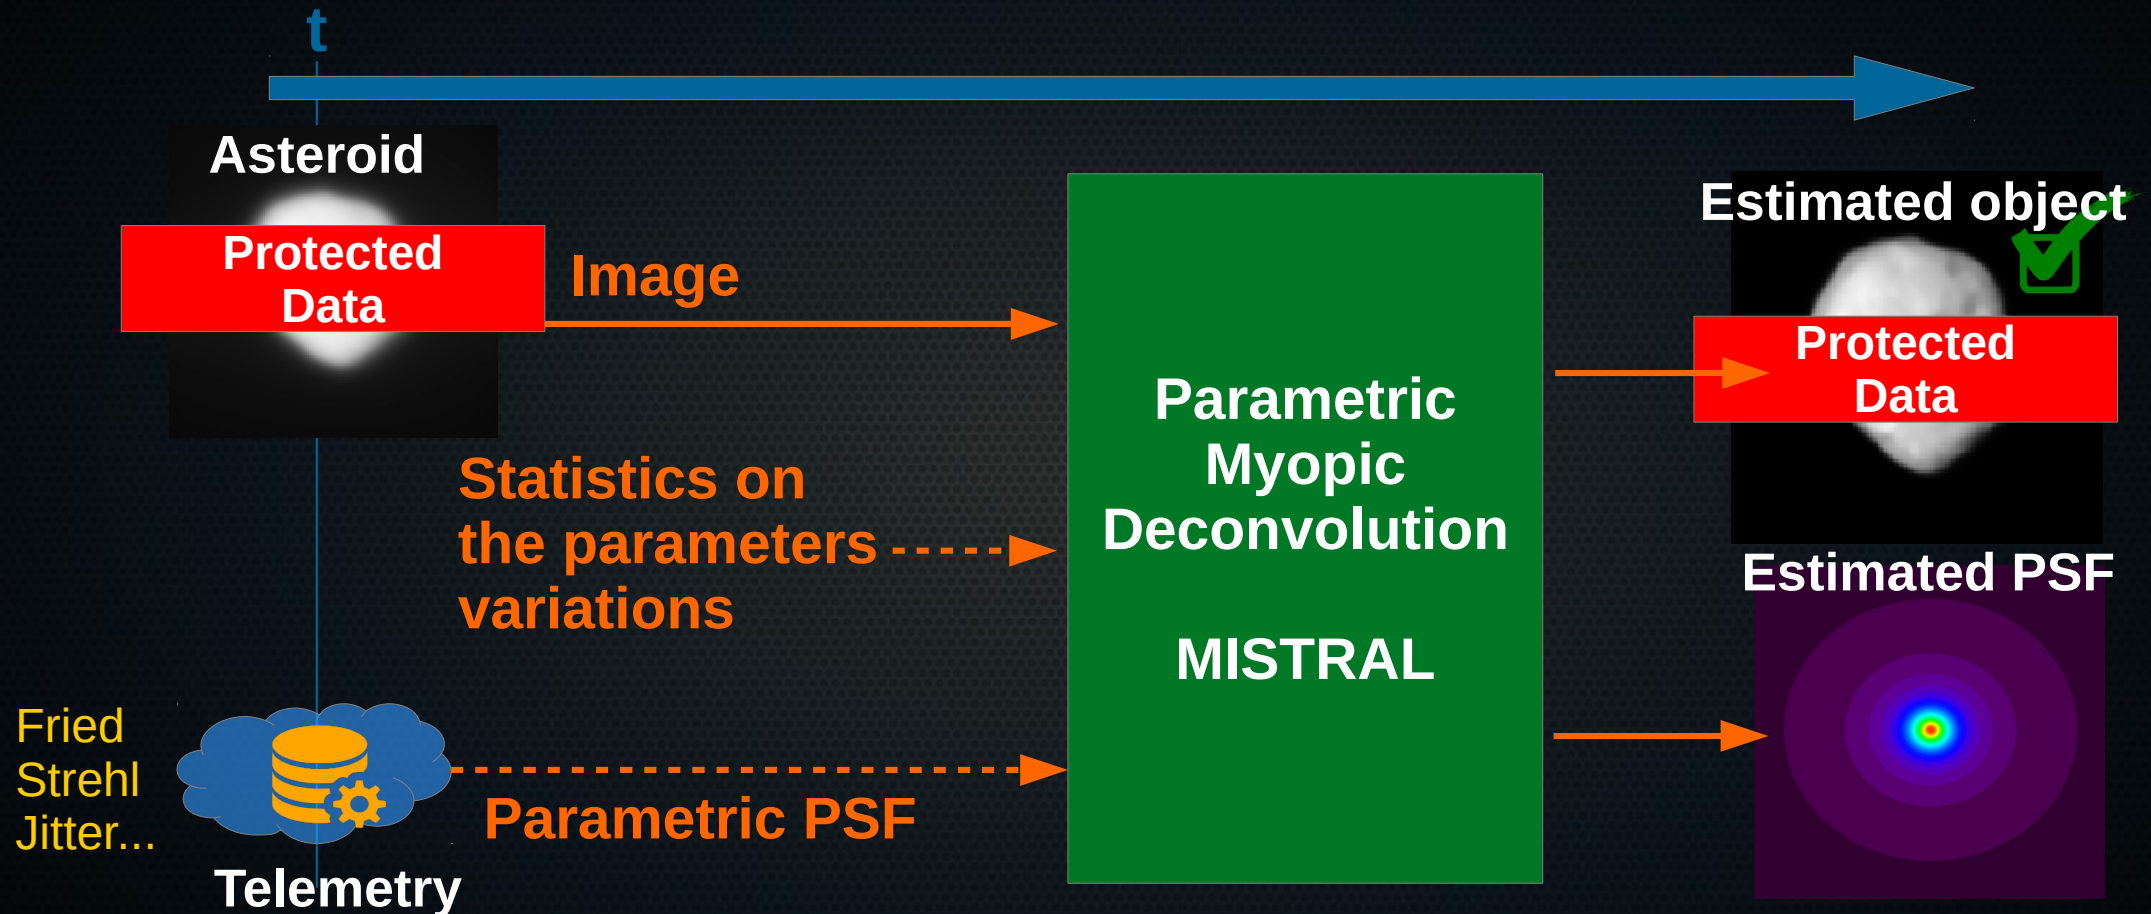 t
Asteroid
Protected
Data
Image
Statistics on
the parameters
variations
Fried
Strehl
Jitter...
Telemetry
Parametric PSF
Parametric
Myopic
Deconvolution
MISTRAL
Estimated object
Protected
Data
Estimated PSF